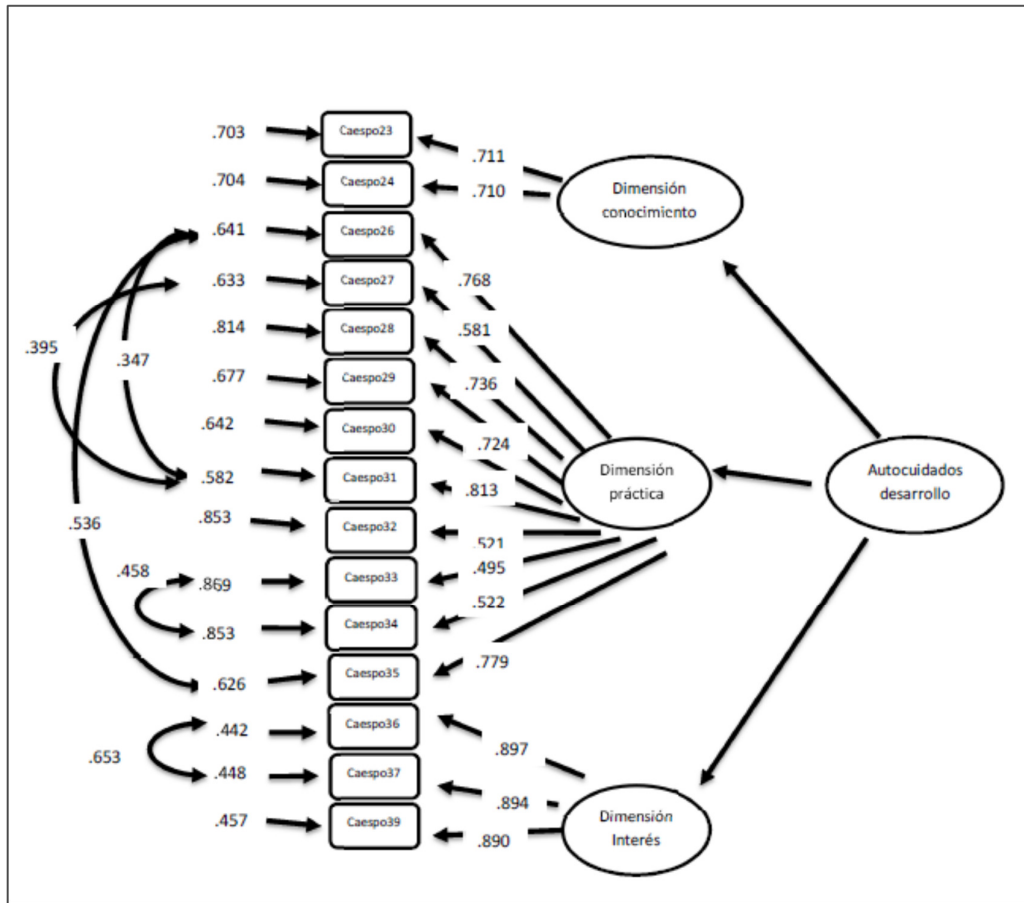 .703
Caespo23
.711
.704
Caespo24
.710
Dimensión
conocimiento
.641
Caespo26
.633
Caespo27
.768
.814
Caespo28
.581
.395
.347
.677
Caespo29
.736
.642
Caespo30
.724
.582
Caespo31
.813
Dimensión
práctica
Autocuidados
desarrollo
.536
.853
Caespo32
.521
.458
.869
Caespo33
.495
.853
Caespo34
.522
.626
Caespo35
.779
.442
Caespo36
.897
.653
.448
Caespo37
.894
.457
Caespo39
.890
Dimensión
Interés